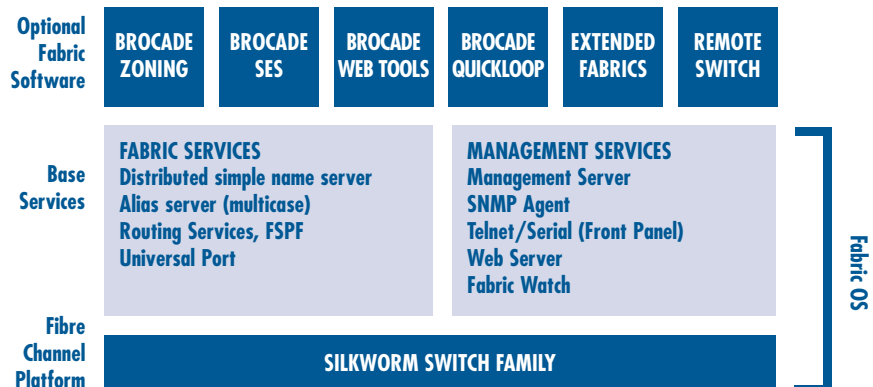 Optional
Fabric
Software
BROCADE
ZONING
BROCADE
SES
BROCADE
WEB TOOLS
BROCADE
QUICKLOOP
EXTENDED
FABRICS
REMOTE
SWITCH
Base
Services
FABRIC SERVICES
Distributed simple name server
Alias server (multicase)
Routing Services, FSPF
Universal Port
MANAGEMENT SERVICES
Management Server
SNMP Agent
Telnet/Serial (Front Panel)
Web Server
Fabric Watch
Fabric OS
Fibre
Channel
Platform
SILKWORM SWITCH FAMILY